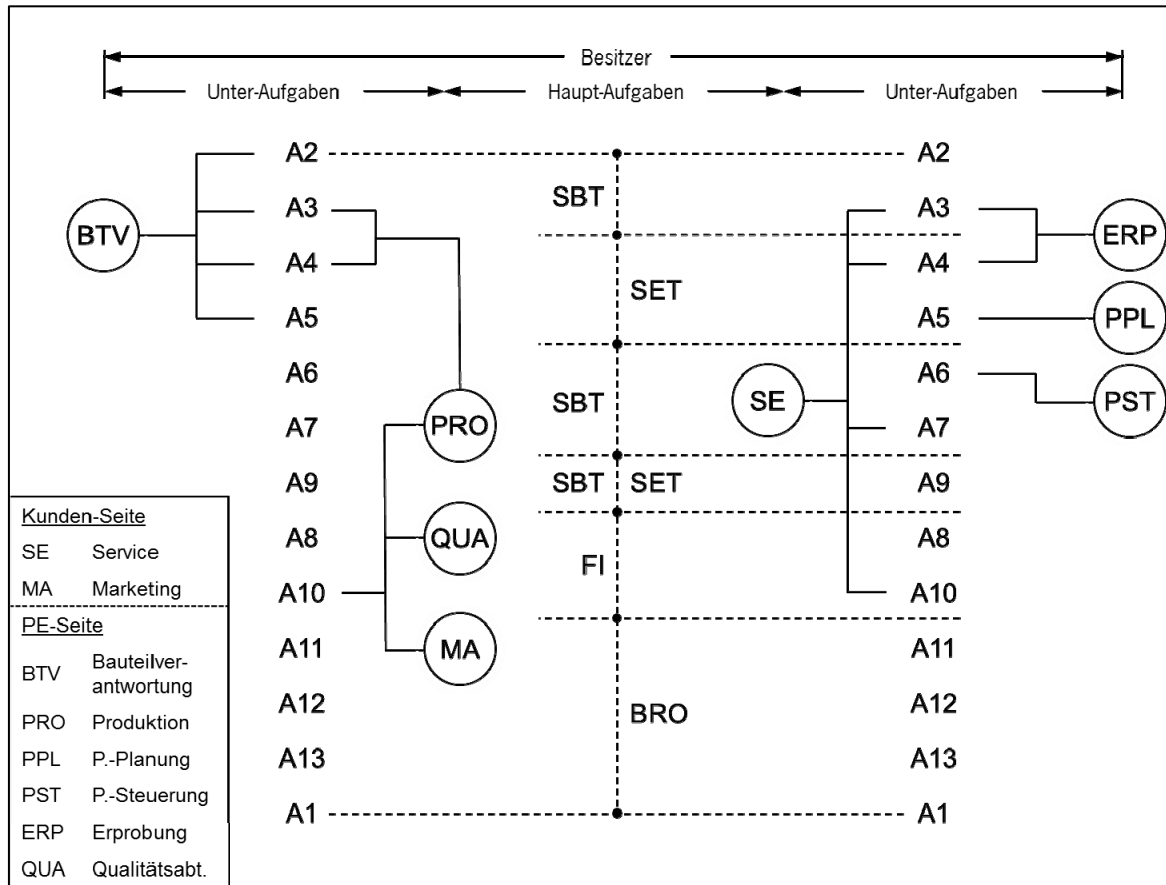 Besitzer
Unter-Aufgaben Haupt-Aufgaben Unter-Aufgaben
A2 A2
SBT
A3 A3
BTV ERP
A4 A4
SET
A5 A5 PPL
A6 A6
SBT SE PST
PRO
A7 A7
A9 SBT SET A9
A8 QUA A8
FI
A10 A10
A11 MA A11
A12 BRO A12
A13 A13
A1 A1
Kunden-Seite
SE Service
MA Marketing
PE-Seite
BTV Bauteilver-
antwortung
PRO Produktion
PPL P.-Planung
PST P.-Steuerung
ERP Erprobung
QUA Qualitätsabt.